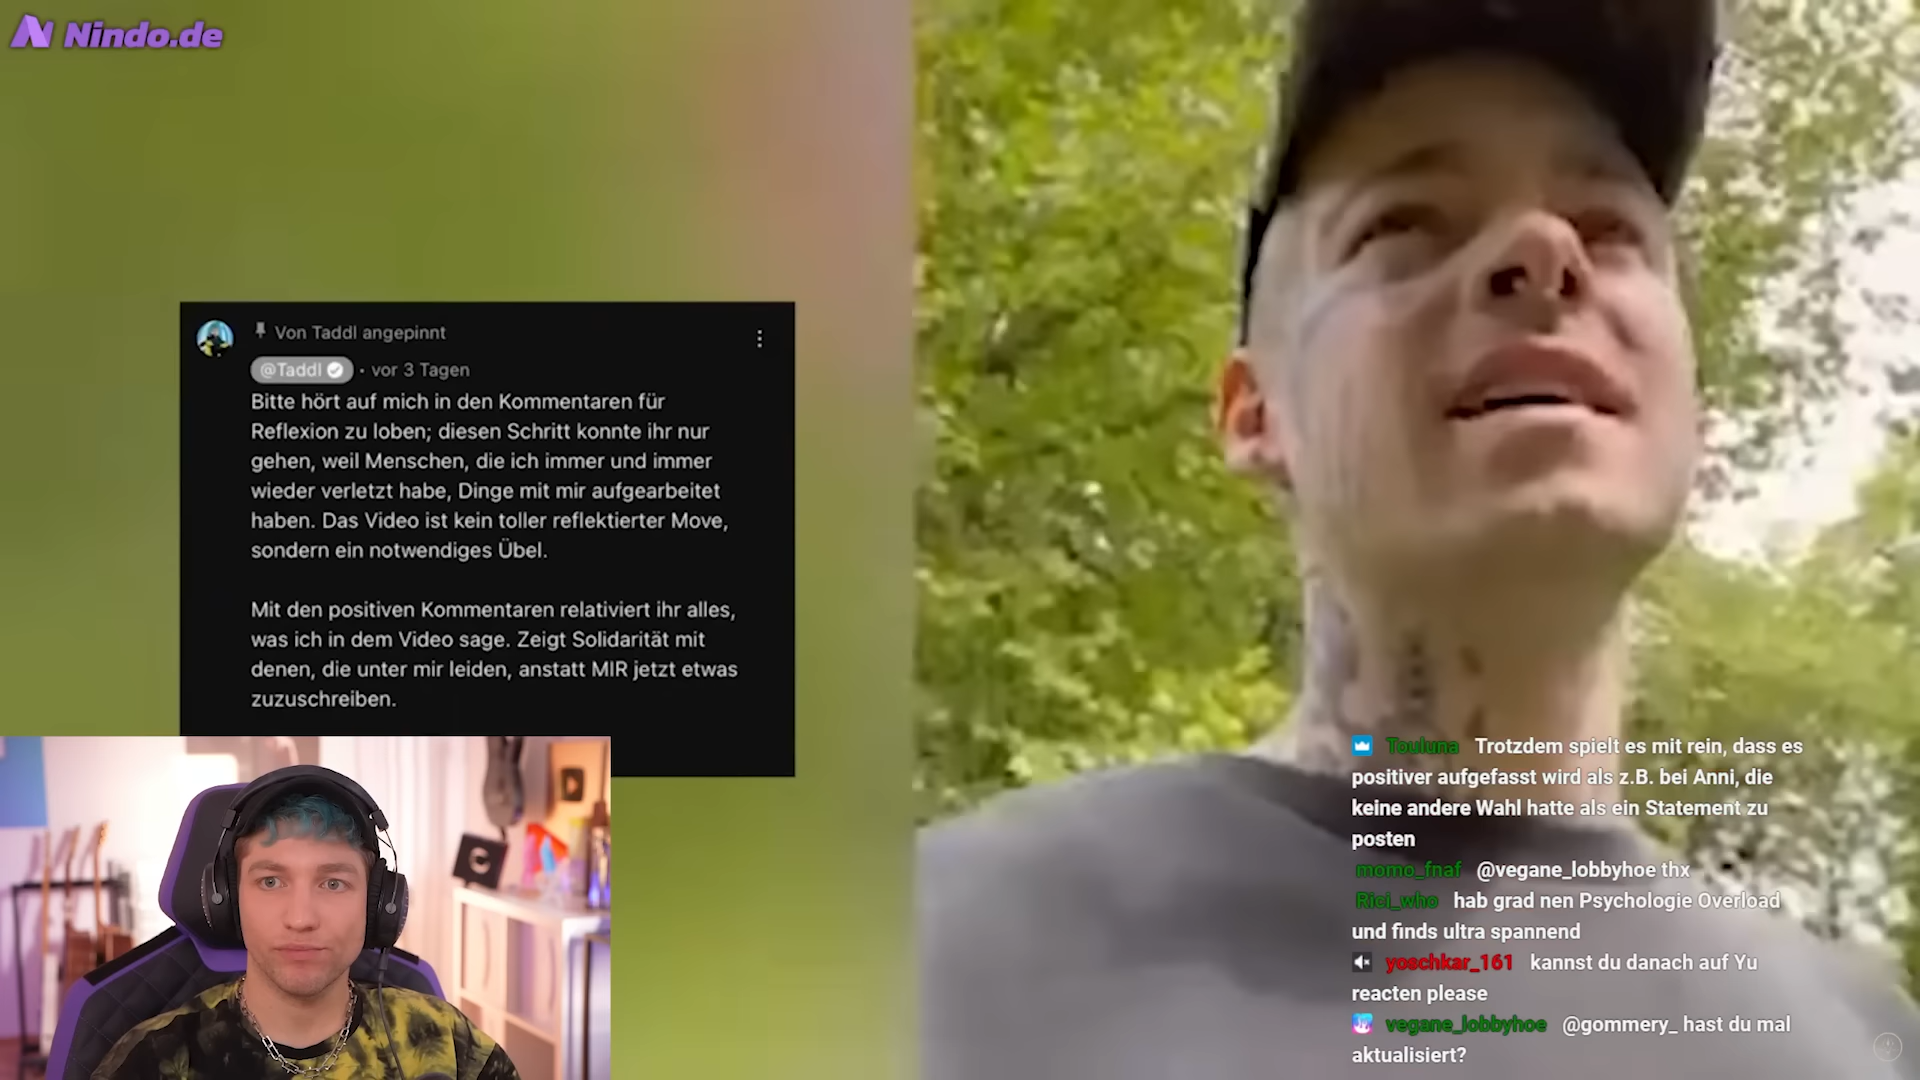 Nindo.de
Von Taddl angepinnt
@Taddl • vor 3 Tagen
Bitte hört auf mich in den Kommentaren für
Reflexion zu loben; diesen Schritt konnte ihr nur
gehen, weil Menschen, die ich immer und immer
wieder verletzt habe, Dinge mit mir aufgearbeitet
haben. Das Video ist kein toller reflektierter Move,
sondern ein notwendiges Übel.
Mit den positiven Kommentaren relativiert ihr alles,
was ich in dem Video sage. Zeigt Solidarität mit
denen, die unter mir leiden, anstatt MIR jetzt etwas
zuzuschreiben.
Touluna Trotzdem spielt es mit rein, dass es
positiver aufgefasst wird als z.B. bei Anni, die
keine andere Wahl hatte als ein Statement zu
posten
momo_fnaf @vegane_lobbyhoe thx
Rici_who hab grad nen Psychologie Overload
und finds ultra spannend
yoschkar_161 kannst du danach auf Yu
reacten please
vegane_lobbyhoe @gommery_ hast du mal
aktualisiert?